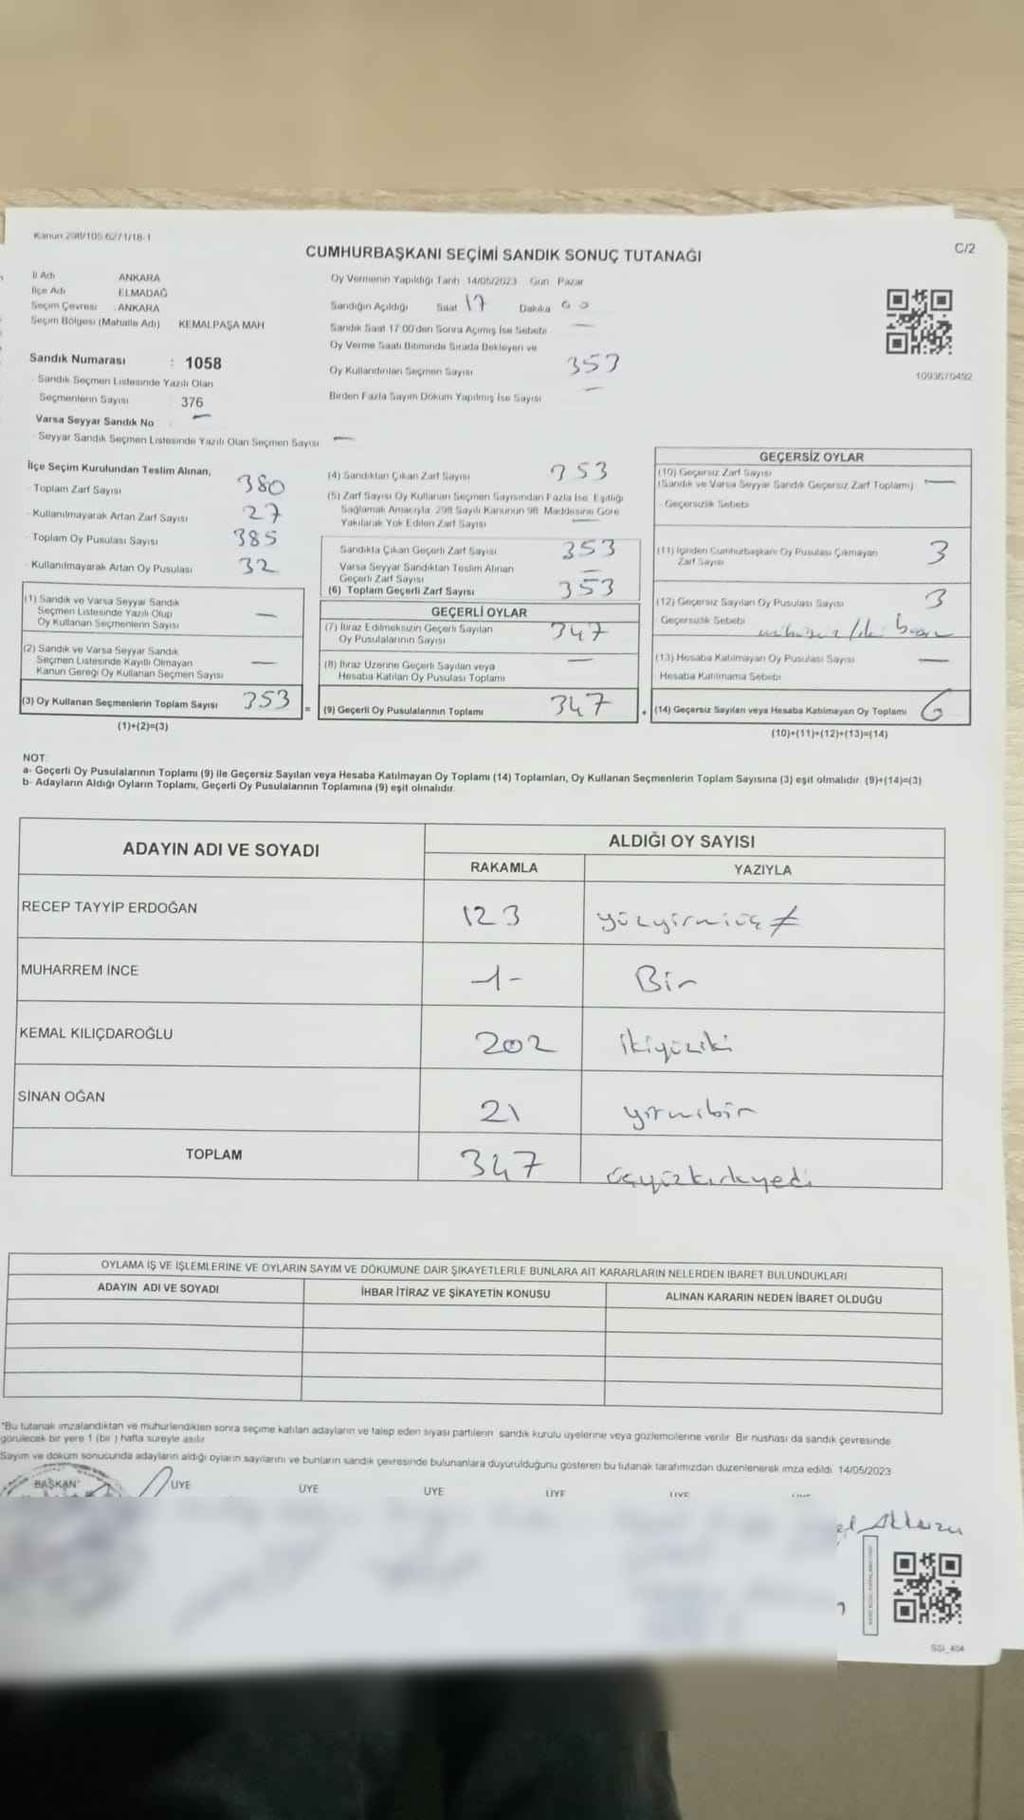 Kanun 298/105 6271/18-1
CUMHURBAŞKANI SEÇİMİ SANDIK SONUÇ TUTANAĞI
C/2
İl Adı ANKARA
İlçe Adı ELMADAĞ
Seçim Çevresi ANKARA
Seçim Bölgesi (Mahalle Adı) KEMALPAŞA MAH
Oy Vermenin Yapıldığı Tarih 14/05/2023 Gün Pazar
Sandığın Açıldığı Saat 17 Dakika 00
Sandık Saat 17:00'den Sonra Açılmış İse Sebebi
Oy Verme Saati Bitiminde Sırada Bekleyen ve
Oy Kullandırılan Seçmen Sayısı 353
Birden Fazla Sayım Döküm Yapılmış İse Sayısı —
1093670492
Sandık Numarası : 1058
Sandık Seçmen Listesinde Yazılı Olan
Seçmenlerin Sayısı 376
Varsa Seyyar Sandık No —
Seyyar Sandık Seçmen Listesinde Yazılı Olan Seçmen Sayısı —
İlçe Seçim Kurulundan Teslim Alınan;
Toplam Zarf Sayısı 380
Kullanılmayarak Artan Zarf Sayısı 27
Toplam Oy Pusulası Sayısı 385
Kullanılmayarak Artan Oy Pusulası 32
(1) Sandık ve Varsa Seyyar Sandık
Seçmen Listesinde Yazılı Olup
Oy Kullanan Seçmenlerin Sayısı —
(2) Sandık ve Varsa Seyyar Sandık
Seçmen Listesinde Kayıtlı Olmayan
Kanun Gereği Oy Kullanan Seçmen Sayısı —
(3) Oy Kullanan Seçmenlerin Toplam Sayısı 353
(1)+(2)=(3)
(4) Sandıktan Çıkan Zarf Sayısı 353
(5) Zarf Sayısı Oy Kullanan Seçmen Sayısından Fazla İse, Eşitliği
Sağlamak Amacıyla, 298 Sayılı Kanunun 98. Maddesine Göre
Yakılarak Yok Edilen Zarf Sayısı —
Sandıkta Çıkan Geçerli Zarf Sayısı 353
Varsa Seyyar Sandıktan Teslim Alınan
Geçerli Zarf Sayısı —
(6) Toplam Geçerli Zarf Sayısı 353
GEÇERLİ OYLAR
(7) İtiraz Edilmeksizin Geçerli Sayılan
Oy Pusulalarının Sayısı 347
(8) İtiraz Üzerine Geçerli Sayılan veya
Hesaba Katılan Oy Pusulası Toplamı —
= (9) Geçerli Oy Pusulalarının Toplamı 347
GEÇERSİZ OYLAR
(10) Geçersiz Zarf Sayısı
(Sandık ve Varsa Seyyar Sandık Geçersiz Zarf Toplamı) —
Geçersizlik Sebebi
(11) İçinden Cumhurbaşkanı Oy Pusulası Çıkmayan
Zarf Sayısı 3
(12) Geçersiz Sayılan Oy Pusulası Sayısı 3
Geçersizlik Sebebi
(13) Hesaba Katılmayan Oy Pusulası Sayısı —
Hesaba Katılmama Sebebi
+ (14) Geçersiz Sayılan veya Hesaba Katılmayan Oy Toplamı 6
(10)+(11)+(12)+(13)=(14)
NOT:
a- Geçerli Oy Pusulalarının Toplamı (9) ile Geçersiz Sayılan veya Hesaba Katılmayan Oy Toplamı (14) Toplamları, Oy Kullanan Seçmenlerin Toplam Sayısına (3) eşit olmalıdır. (9)+(14)=(3)
b- Adayların Aldığı Oyların Toplamı, Geçerli Oy Pusulalarının Toplamına (9) eşit olmalıdır.
ADAYIN ADI VE SOYADI ALDIĞI OY SAYISI
RAKAMLA YAZIYLA
RECEP TAYYİP ERDOĞAN 123 yüzyirmiüç
MUHARREM İNCE -1- Bir
KEMAL KILIÇDAROĞLU 202 ikiyüziki
SİNAN OĞAN 21 yirmibir
TOPLAM 347 üçyüzkırkyedi
OYLAMA İŞ VE İŞLEMLERİNE VE OYLARIN SAYIM VE DÖKÜMÜNE DAİR ŞİKAYETLERLE BUNLARA AİT KARARLARIN NELERDEN İBARET BULUNDUKLARI
ADAYIN ADI VE SOYADI İHBAR İTİRAZ VE ŞİKAYETİN KONUSU ALINAN KARARIN NEDEN İBARET OLDUĞU
*Bu tutanak imzalandıktan ve mühürlendikten sonra seçime katılan adayların ve talep eden siyasi partilerin sandık kurulu üyelerine veya gözlemcilerine verilir. Bir nüshası da sandık çevresinde
görülecek bir yere 1 (bir ) hafta süreyle asılır.
Sayım ve döküm sonucunda adayların aldığı oyların sayılarını ve bunların sandık çevresinde bulunanlara duyurulduğunu gösteren bu tutanak tarafımızdan düzenlenerek imza edildi. 14/05/2023
BAŞKAN ÜYE ÜYE ÜYE ÜYE ÜYE